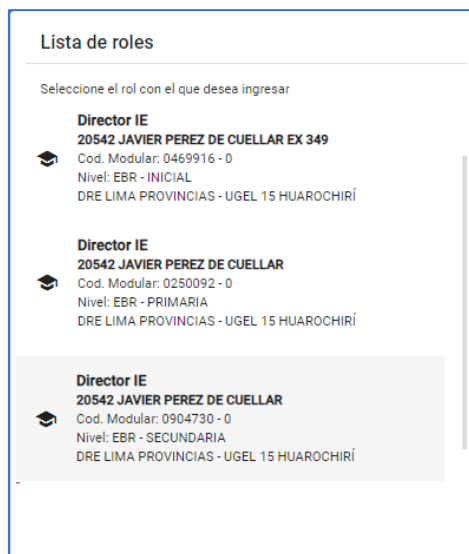 Lista de roles
Seleccione el rol con el que desea ingresar
Director IE
20542 JAVIER PEREZ DE CUELLAR EX 349
Cod. Modular: 0469916 - 0
Nivel: EBR - INICIAL
DRE LIMA PROVINCIAS - UGEL 15 HUAROCHIRÍ
Director IE
20542 JAVIER PEREZ DE CUELLAR
Cod. Modular: 0250092 - 0
Nivel: EBR - PRIMARIA
DRE LIMA PROVINCIAS - UGEL 15 HUAROCHIRÍ
Director IE
20542 JAVIER PEREZ DE CUELLAR
Cod. Modular: 0904730 - 0
Nivel: EBR - SECUNDARIA
DRE LIMA PROVINCIAS - UGEL 15 HUAROCHIRÍ